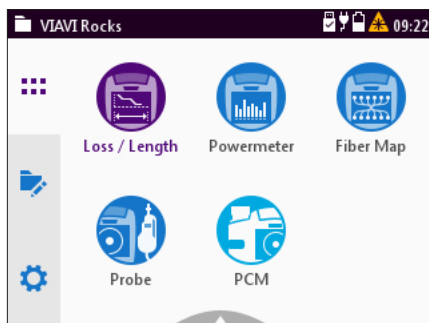 VIAVI Rocks 09:22
Loss / Length Powermeter Fiber Map
Probe PCM